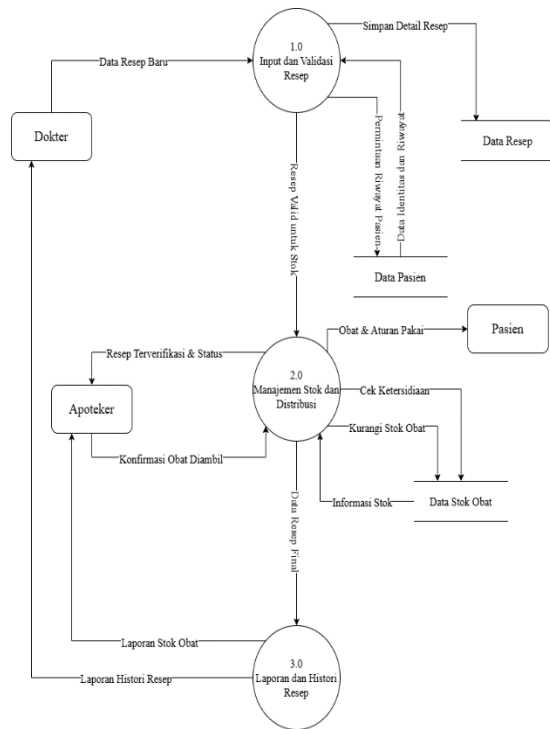 1.0
Input dan Validasi
Resep
Simpan Detail Resep
Data Resep Baru
Dokter
Data Resep
Permintaan Riwayat Pasien
Data Identitas dan Riwayat
Resep Valid untuk Stok
Data Pasien
Obat & Aturan Pakai
Pasien
Resep Terverifikasi & Status
2.0
Manajemen Stok dan
Distribusi
Cek Ketersidiaan
Apoteker
Kurangi Stok Obat
Konfirmasi Obat Diambil
Informasi Stok
Data Stok Obat
Data Resep Final
Laporan Stok Obat
3.0
Laporan dan Histori
Resep
Laporan Histori Resep